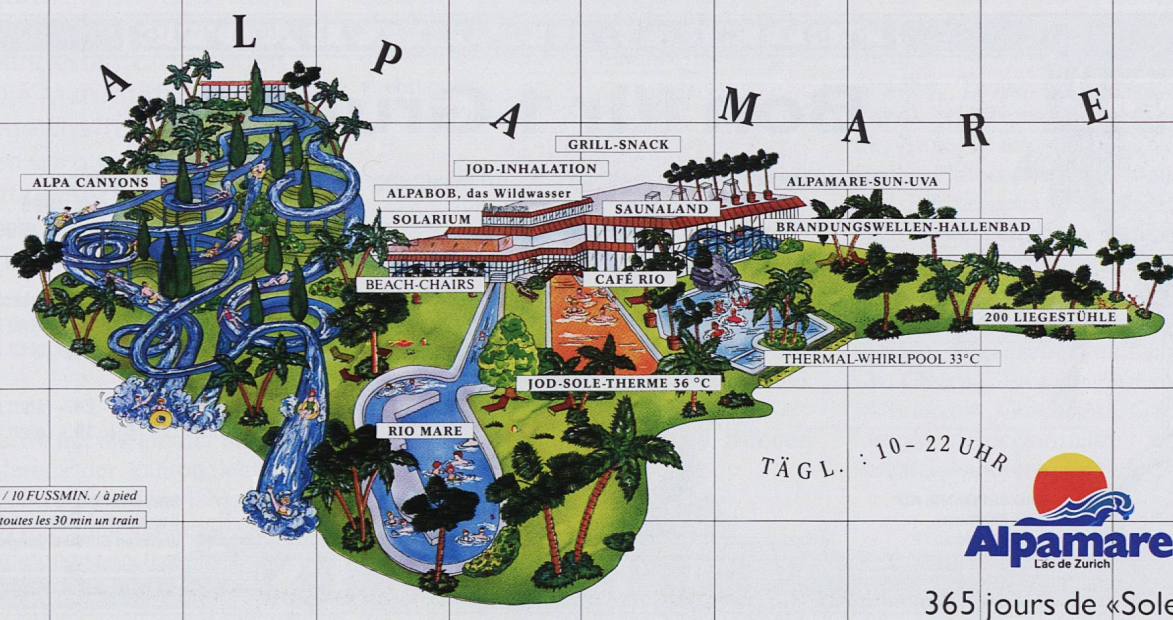 ALPAMARE
GRILL-SNACK
JOD-INHALATION
ALPA CANYONS
ALPABOB, das Wildwasser
ALPAMARE-SUN-UVA
SOLARIUM
SAUNALAND
BRANDUNGSWELLEN-HALLENBAD
BEACH-CHAIRS
CAFÉ RIO
200 LIEGESTÜHLE
THERMAL-WHIRLPOOL 33°C
JOD-SOLE-THERME 36 °C
RIO MARE
TÄGL. : 10–22 UHR
/ 10 FUSSMIN. / à pied
toutes les 30 min un train
Alpamare
Lac de Zurich
365 jours de «Sole